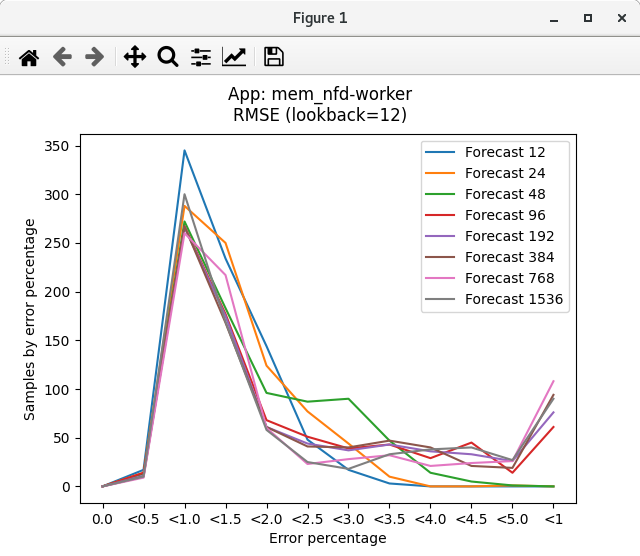 Figure 1
App: mem_nfd-worker
RMSE (lookback=12)
Samples by error percentage
350
300
250
200
150
100
50
0
Forecast 12
Forecast 24
Forecast 48
Forecast 96
Forecast 192
Forecast 384
Forecast 768
Forecast 1536
0.0 <0.5 <1.0 <1.5 <2.0 <2.5 <3.0 <3.5 <4.0 <4.5 <5.0 <1
Error percentage